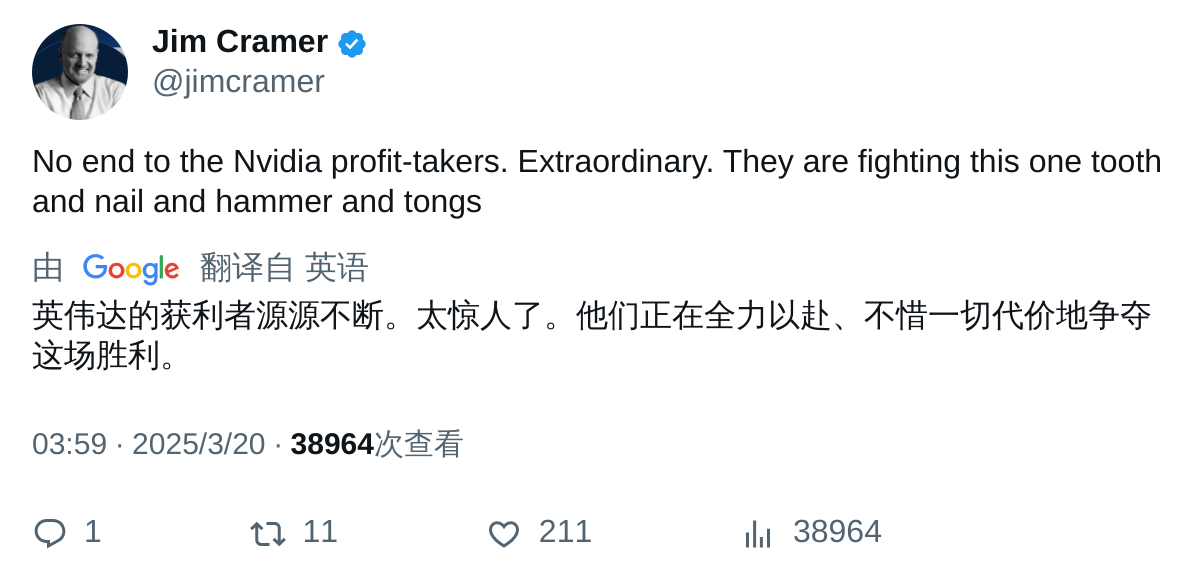 Jim Cramer
@jimcramer
No end to the Nvidia profit-takers. Extraordinary. They are fighting this one tooth
and nail and hammer and tongs
由 Google 翻译自 英语
英伟达的获利者源源不断。太惊人了。他们正在全力以赴、不惜一切代价地争夺
这场胜利。
03:59 · 2025/3/20 · 38964次查看
1 11 211 38964